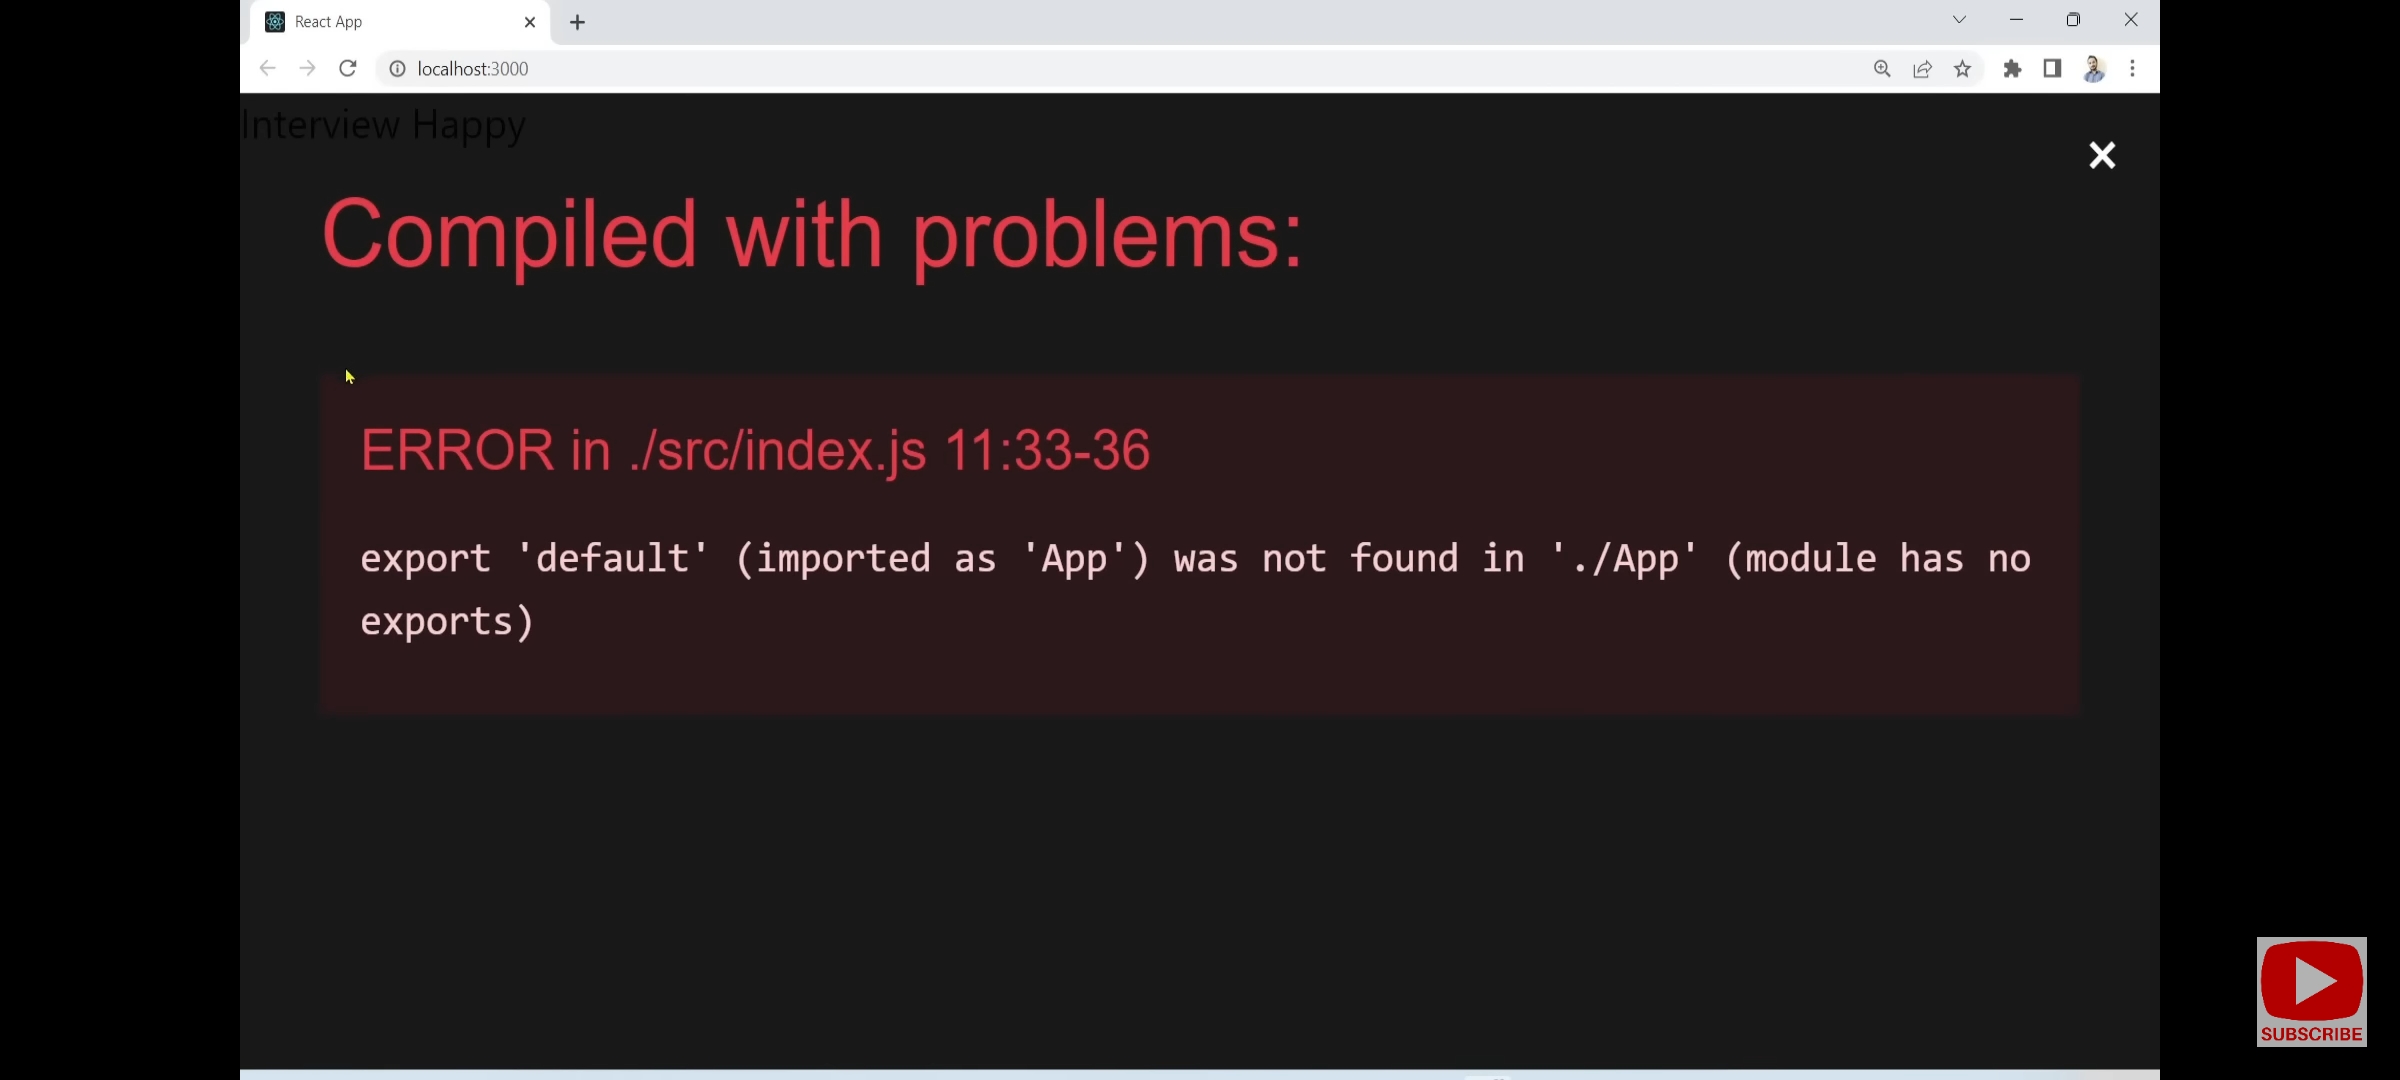 React App
localhost:3000
Interview Happy
Compiled with problems:
ERROR in ./src/index.js 11:33-36
export 'default' (imported as 'App') was not found in './App' (module has no
exports)
SUBSCRIBE